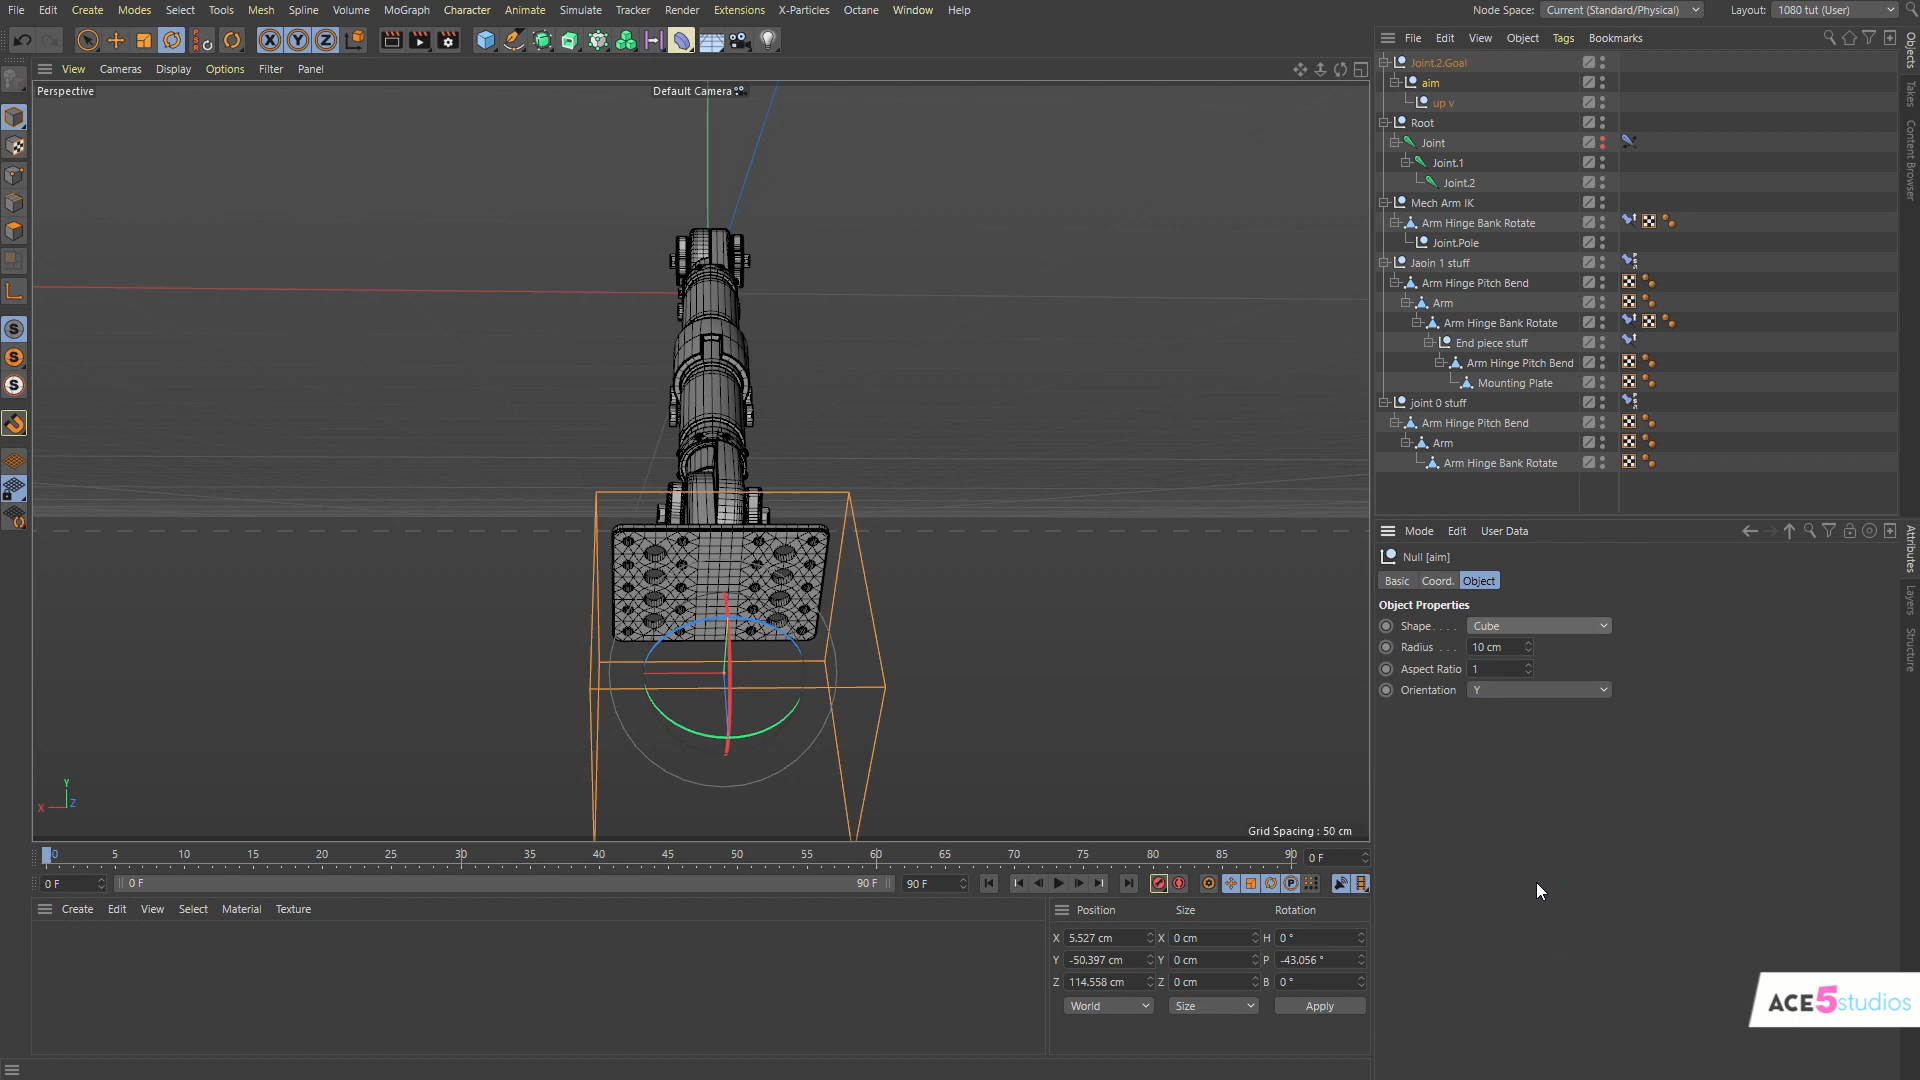 File Edit Create Modes Select Tools Mesh Spline Volume MoGraph Character Animate Simulate Tracker Render Extensions X-Particles Octane Window Help Node Space: Current (Standard/Physical) Layout: 1080 tut (User)
File Edit View Object Tags Bookmarks
View Cameras Display Options Filter Panel
Perspective
Default Camera
Joint.2.Goal
aim
up v
Root
Joint
Joint.1
Joint.2
Mech Arm IK
Arm Hinge Bank Rotate
Joint.Pole
Jaoin 1 stuff
Arm Hinge Pitch Bend
Arm
Arm Hinge Bank Rotate
End piece stuff
Arm Hinge Pitch Bend
Mounting Plate
joint 0 stuff
Arm Hinge Pitch Bend
Arm
Arm Hinge Bank Rotate
Objects
Takes
Content Browser
Mode Edit User Data
Null [aim]
Basic Coord. Object
Object Properties
Shape. . . . Cube
Radius . . . 10 cm
Aspect Ratio 1
Orientation Y
Attributes
Layers
Structure
Y
X Z
Grid Spacing : 50 cm
0 5 10 15 20 25 30 35 40 45 50 55 60 65 70 75 80 85 90 0 F
0 F 0 F 90 F 90 F
Create Edit View Select Material Texture
Position Size Rotation
X 5.527 cm X 0 cm H 0 °
Y -50.397 cm Y 0 cm P -43.056 °
Z 114.558 cm Z 0 cm B 0 °
World Size Apply
ACE5studios